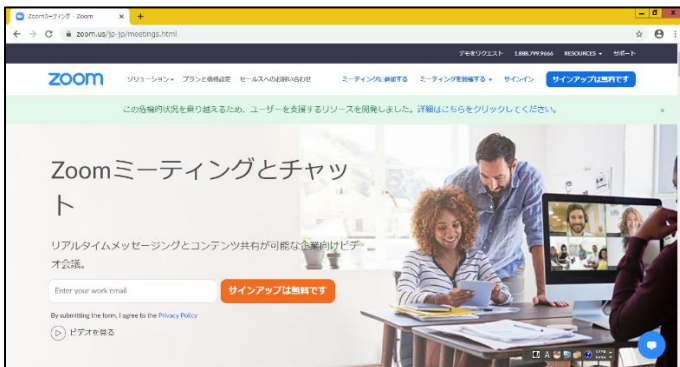 Zoomミーティング - Zoom
zoom.us/jp-jp/meetings.html
デモをリクエスト 1.888.799.9666 RESOURCES サポート
zoom ソリューション プランと価格設定 セールスへのお問い合わせ ミーティングに参加する ミーティングを開催する サインイン サインアップは無料です
この危機的状況を乗り越えるため、ユーザーを支援するリソースを開発しました。詳細はこちらをクリックしてください。
Zoomミーティングとチャッ
ト
リアルタイムメッセージングとコンテンツ共有が可能な企業向けビデ
オ会議。
Enter your work email サインアップは無料です
By submitting the form, I agree to the Privacy Policy
ビデオを見る